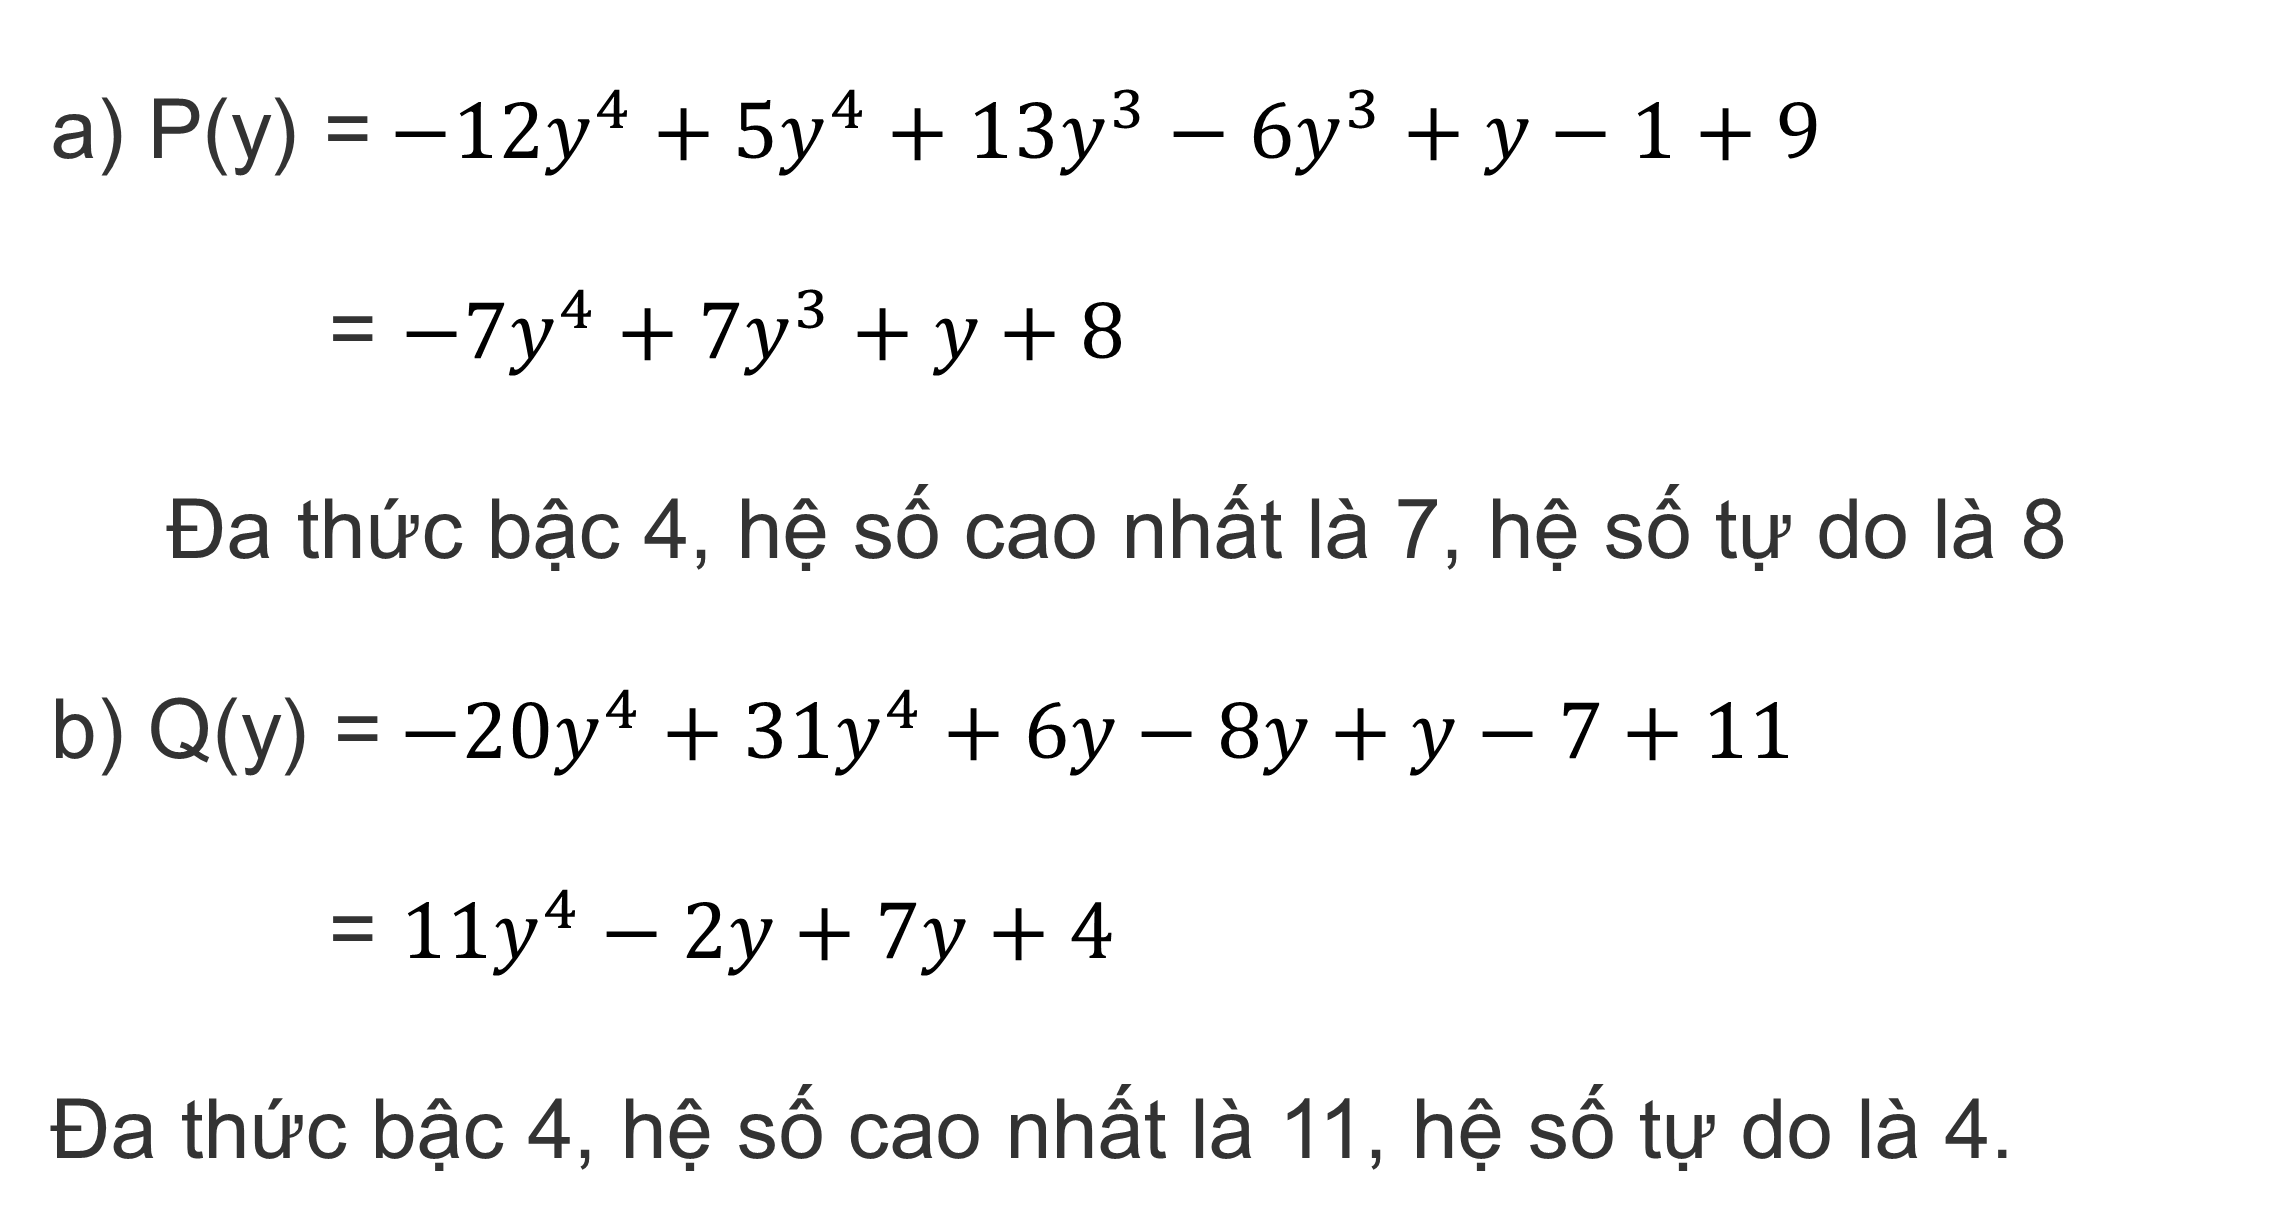 a) P(y) = −12y⁴ + 5y⁴ + 13y³ − 6y³ + y − 1 + 9
= −7y⁴ + 7y³ + y + 8
Đa thức bậc 4, hệ số cao nhất là 7, hệ số tự do là 8
b) Q(y) = −20y⁴ + 31y⁴ + 6y − 8y + y − 7 + 11
= 11y⁴ − 2y + 7y + 4
Đa thức bậc 4, hệ số cao nhất là 11, hệ số tự do là 4.